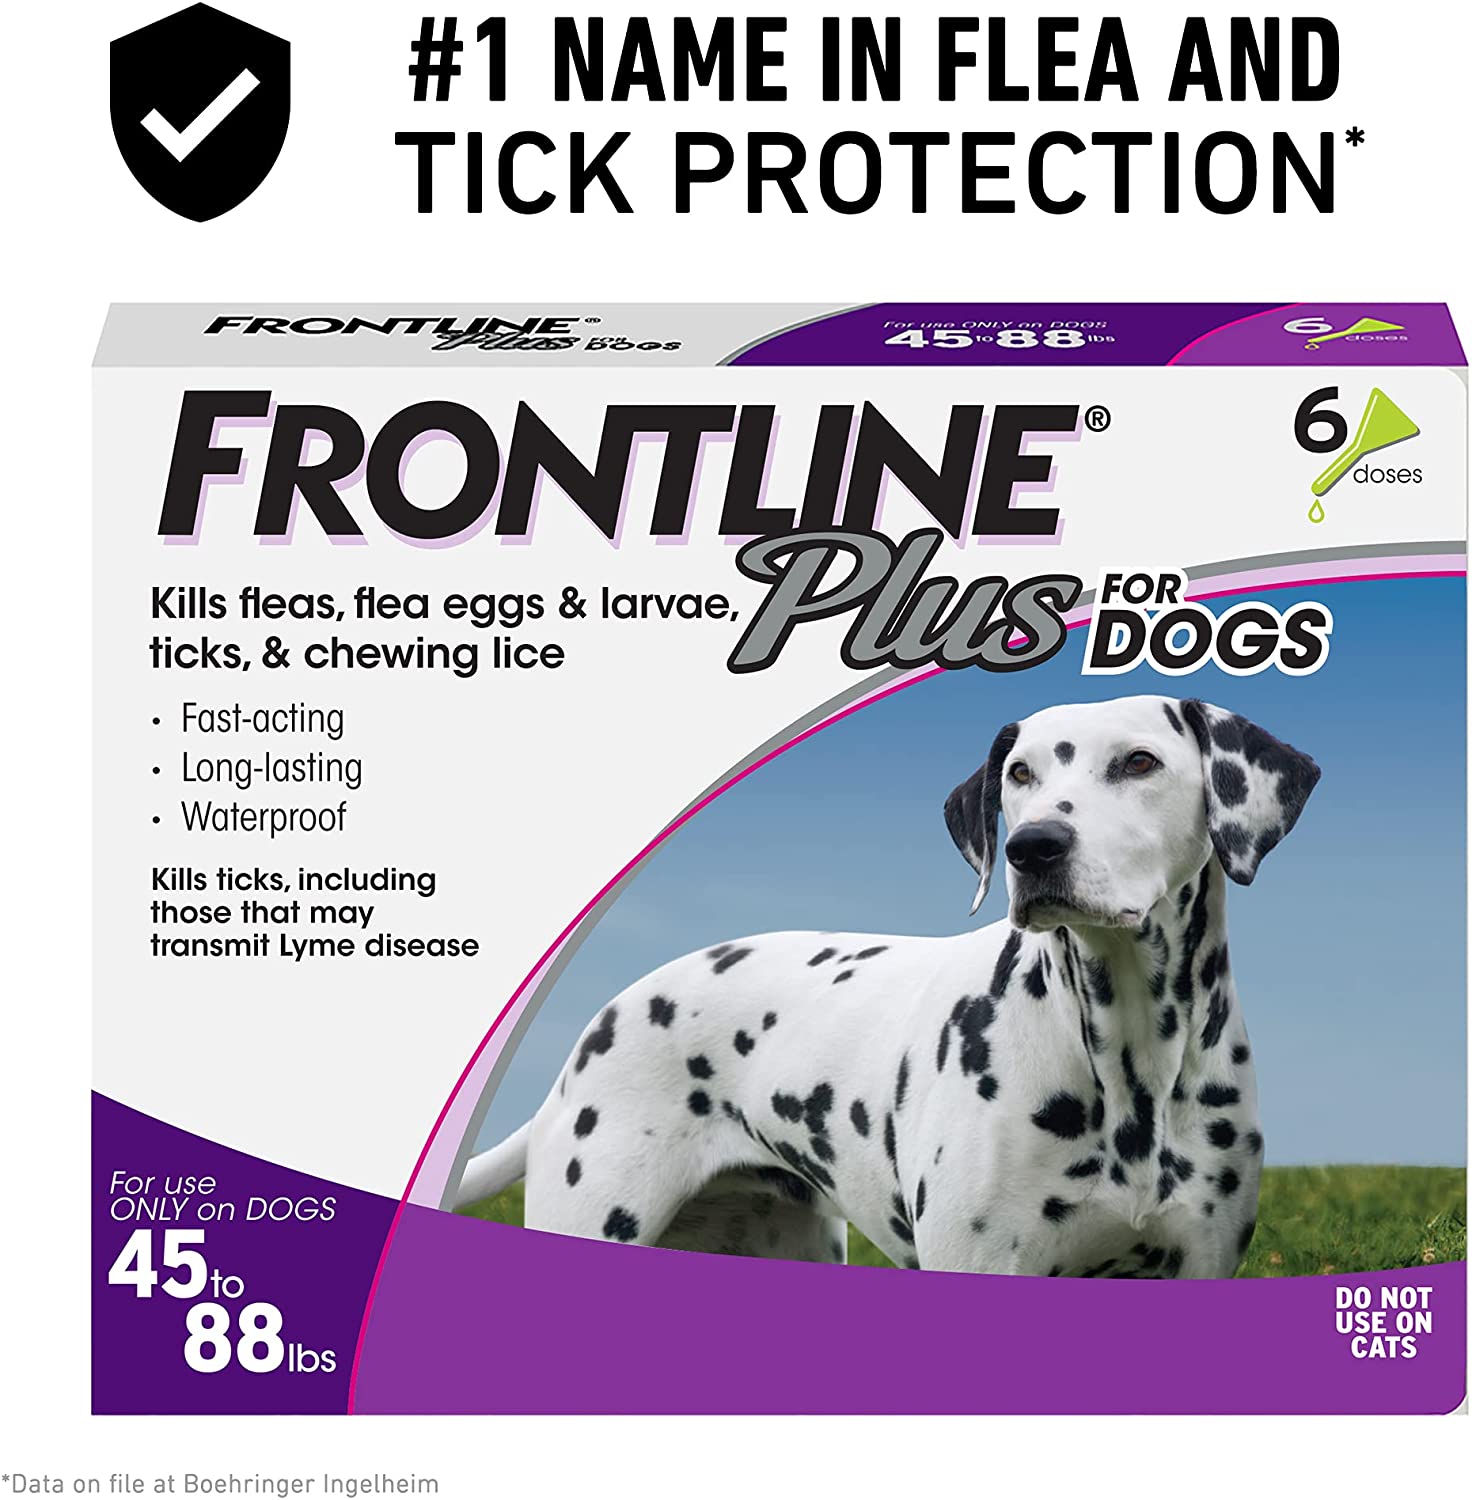 #1 NAME IN FLEA AND
TICK PROTECTION*
FRONTLINE® Plus FOR DOGS
For use ONLY on DOGS
45 to 88 lbs
6 doses
FRONTLINE®
Plus FOR DOGS
6 doses
Kills fleas, flea eggs & larvae,
ticks, & chewing lice
• Fast-acting
• Long-lasting
• Waterproof
Kills ticks, including
those that may
transmit Lyme disease
For use
ONLY on DOGS
45 to
88 lbs
DO NOT
USE ON
CATS
*Data on file at Boehringer Ingelheim